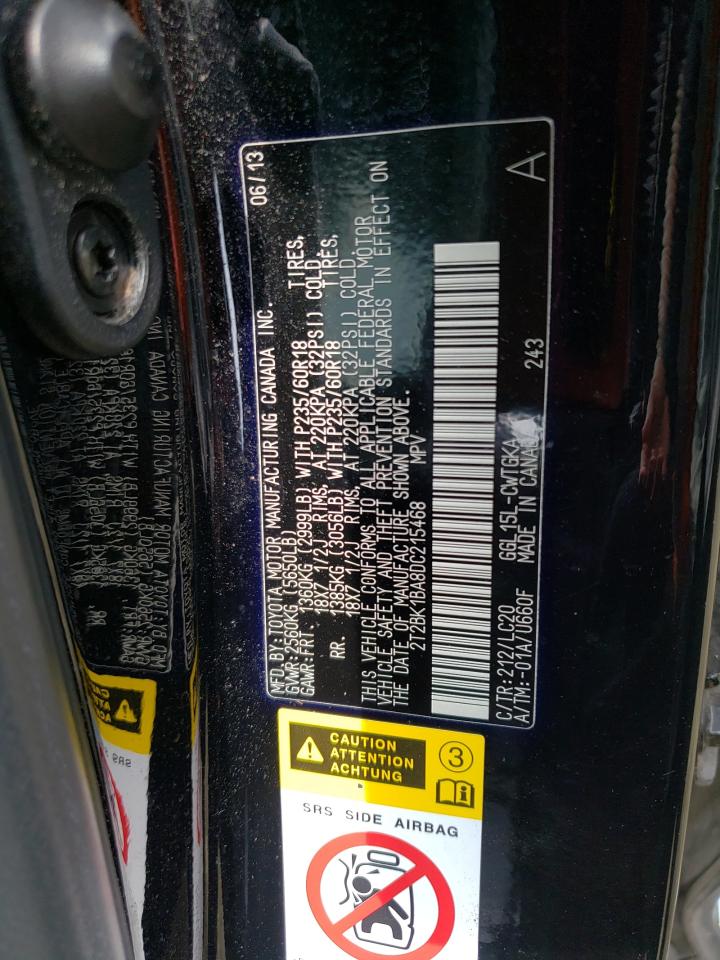 MFD.BY:TOYOTA MOTOR MANUFACTURING CANADA INC. 06/13
GVWR:2560KG (5650LB)
GAWR:FRT. 1360KG (2999LB) WITH P235/60R18 TIRES,
18X7 1/2J RIMS, AT 220KPA (32PSI) COLD.
RR. 1385KG (3056LB) WITH P235/60R18 TIRES,
18X7 1/2J RIMS, AT 220KPA (32PSI) COLD.
THIS VEHICLE CONFORMS TO ALL APPLICABLE FEDERAL MOTOR
VEHICLE SAFETY AND THEFT PREVENTION STANDARDS IN EFFECT ON
THE DATE OF MANUFACTURE SHOWN ABOVE.
2T2BK1BA8DC215468 MPV
C/TR:212/LC20 GGL15L-CWTGKA
A/TM:-01A/U660F MADE IN CANADA 243
A
CAUTION
ATTENTION
ACHTUNG
3
SRS SIDE AIRBAG